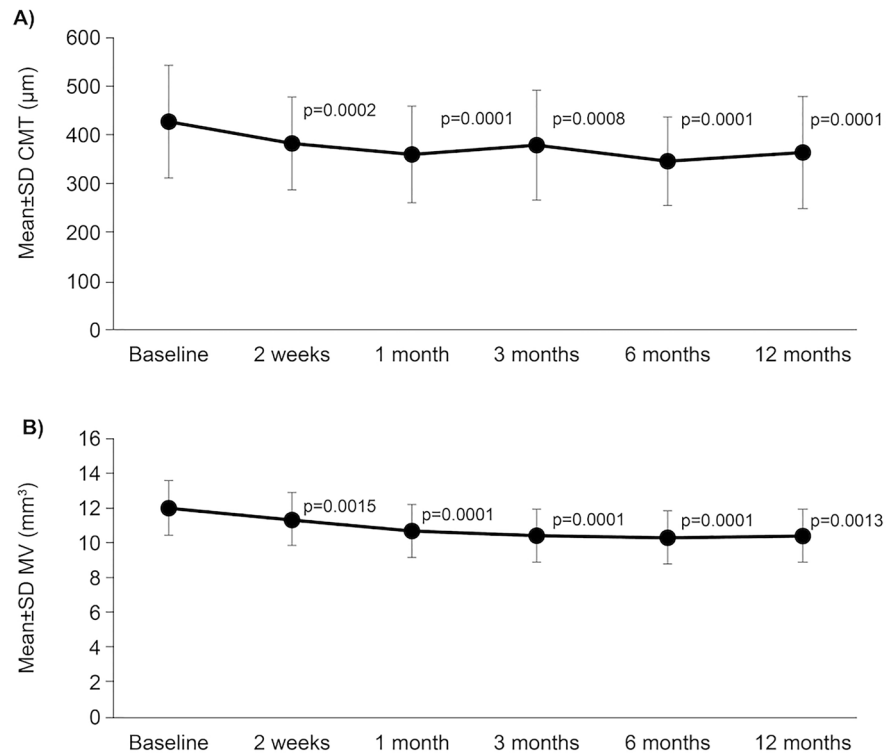 A)
Mean±SD CMT (µm)
600
500
400
300
200
100
0
p=0.0002
p=0.0001
p=0.0008
p=0.0001
p=0.0001
Baseline 2 weeks 1 month 3 months 6 months 12 months
B)
Mean±SD MV (mm³)
16
14
12
10
8
6
4
2
0
p=0.0015
p=0.0001
p=0.0001
p=0.0001
p=0.0013
Baseline 2 weeks 1 month 3 months 6 months 12 months